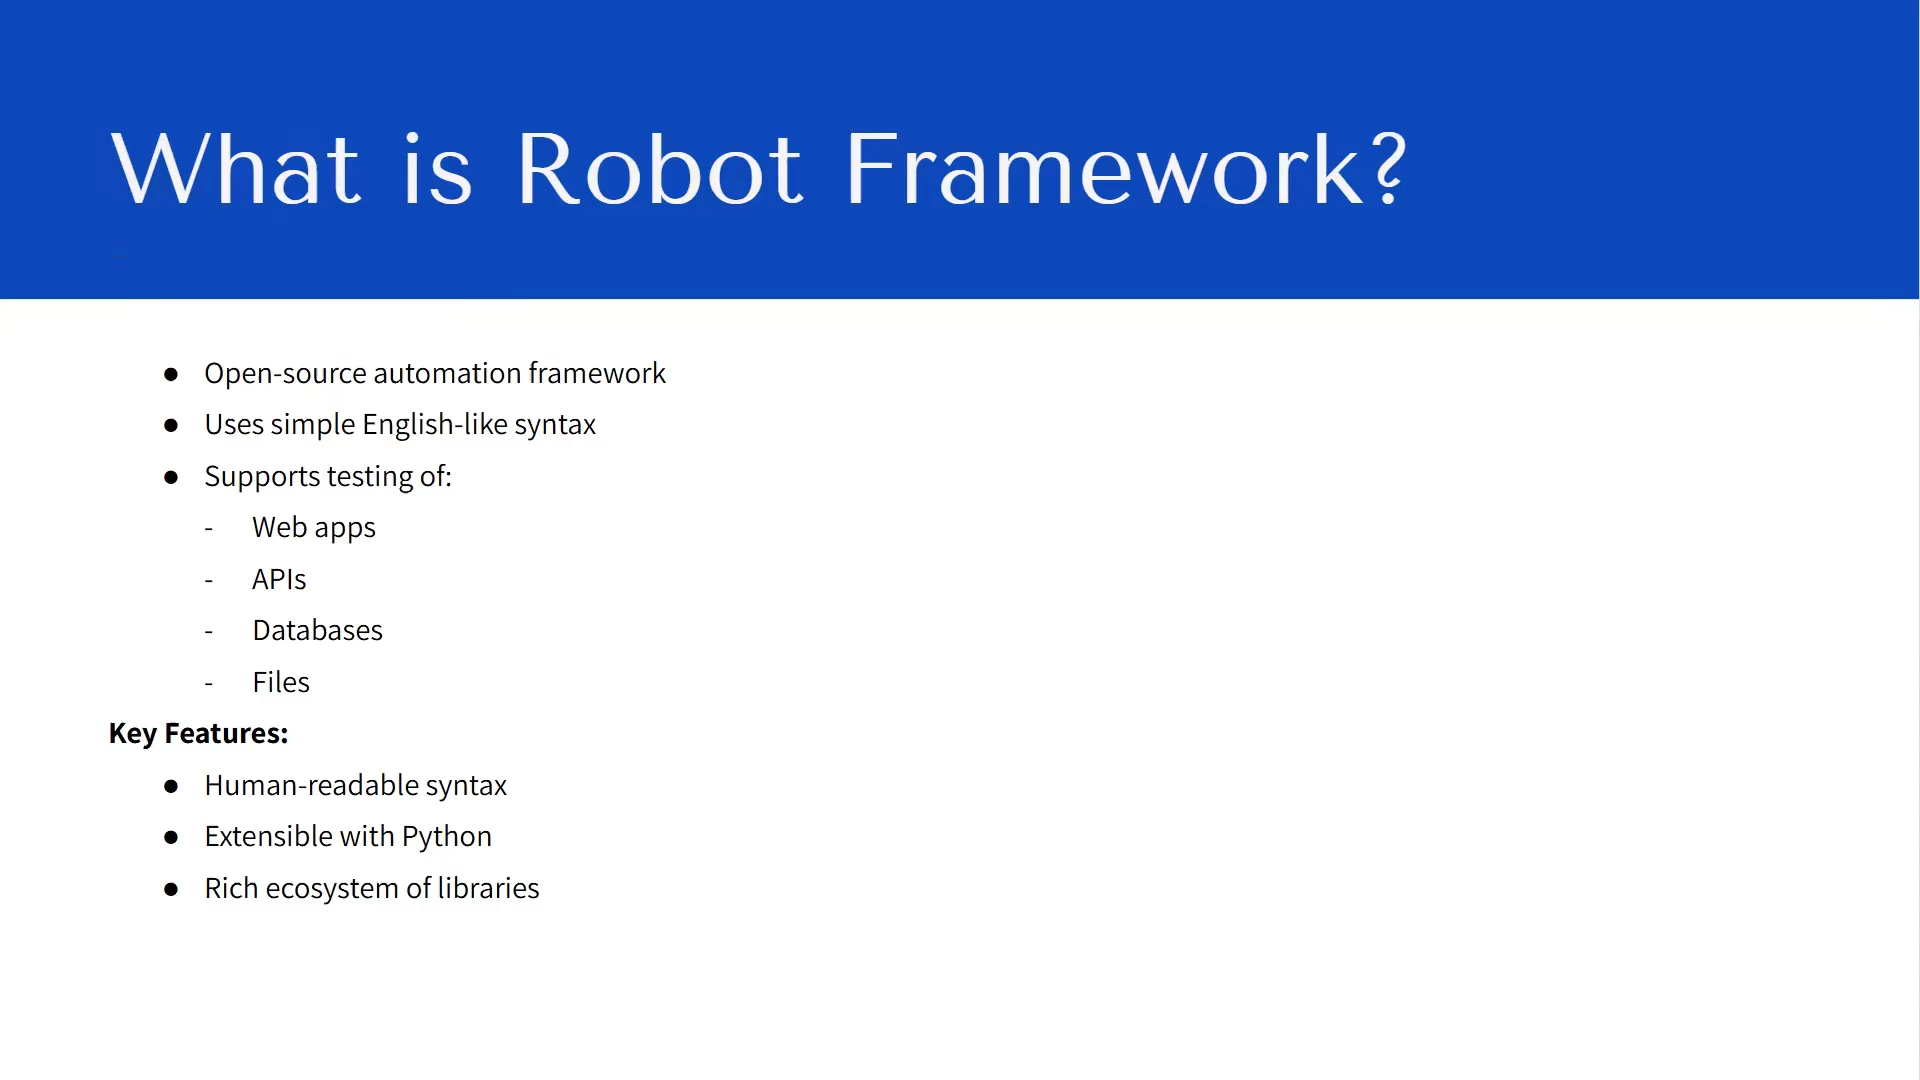 What is Robot Framework?
● Open-source automation framework
● Uses simple English-like syntax
● Supports testing of:
- Web apps
- APIs
- Databases
- Files
Key Features:
● Human-readable syntax
● Extensible with Python
● Rich ecosystem of libraries